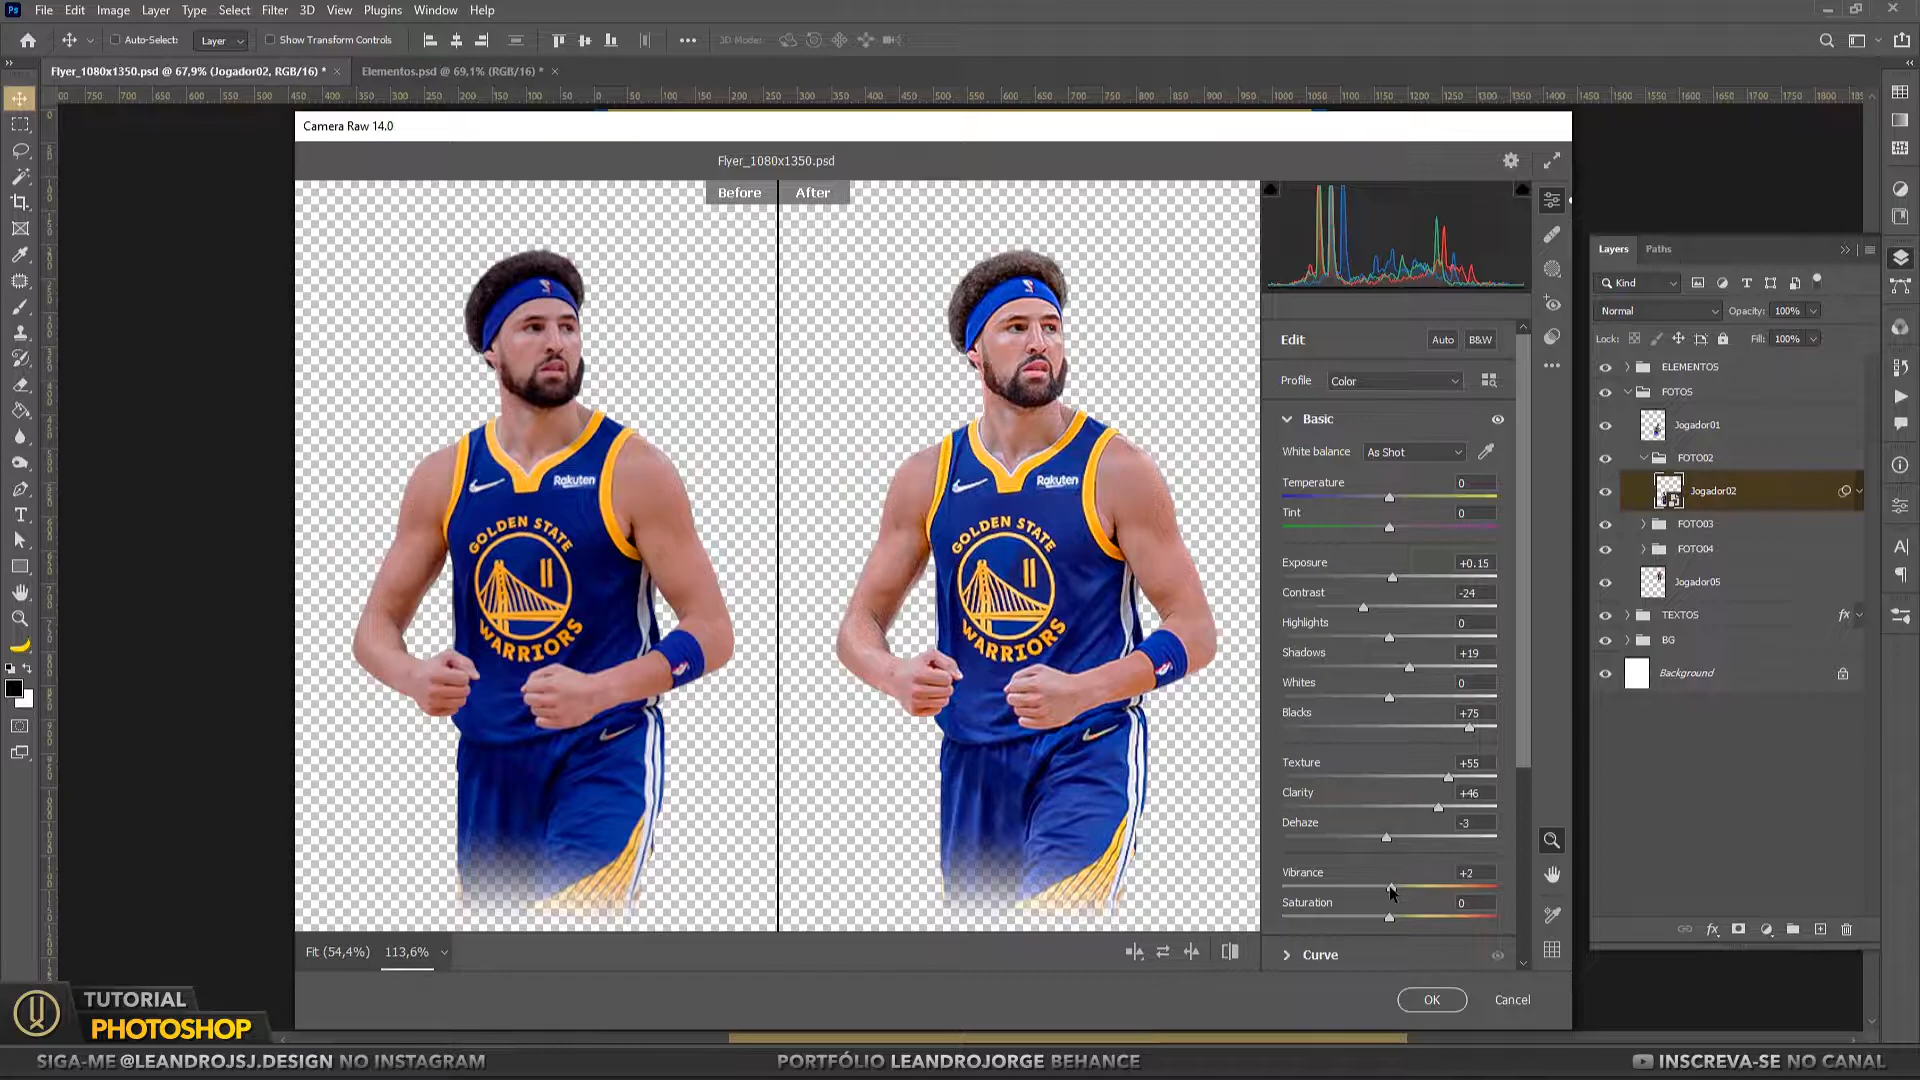 Ps File Edit Image Layer Type Select Filter 3D View Plugins Window Help
Auto-Select: Layer Show Transform Controls 3D Mode:
Flyer_1080x1350.psd @ 67,9% (Jogador02, RGB/16) * × Elementos.psd @ 69,1% (RGB/16) * ×
Camera Raw 14.0
Flyer_1080x1350.psd
Before After
Edit Auto B&W
Profile Color
Basic
White balance As Shot
Temperature 0
Tint 0
Exposure +0.15
Contrast -24
Highlights 0
Shadows +19
Whites 0
Blacks +75
Texture +55
Clarity +46
Dehaze -3
Vibrance +2
Saturation 0
Curve
Fit (54,4%) 113,6%
OK Cancel
Rakuten
GOLDEN STATE
11
WARRIORS
Rakuten
GOLDEN STATE
11
WARRIORS
Layers Paths
Kind
Normal Opacity: 100%
Lock: Fill: 100%
ELEMENTOS
FOTOS
Jogador01
FOTO02
Jogador02
FOTO03
FOTO04
Jogador05
TEXTOS fx
BG
Background
TUTORIAL
PHOTOSHOP
SIGA-ME @LEANDROJSJ.DESIGN NO INSTAGRAM
PORTFÓLIO LEANDROJORGE BEHANCE
INSCREVA-SE NO CANAL